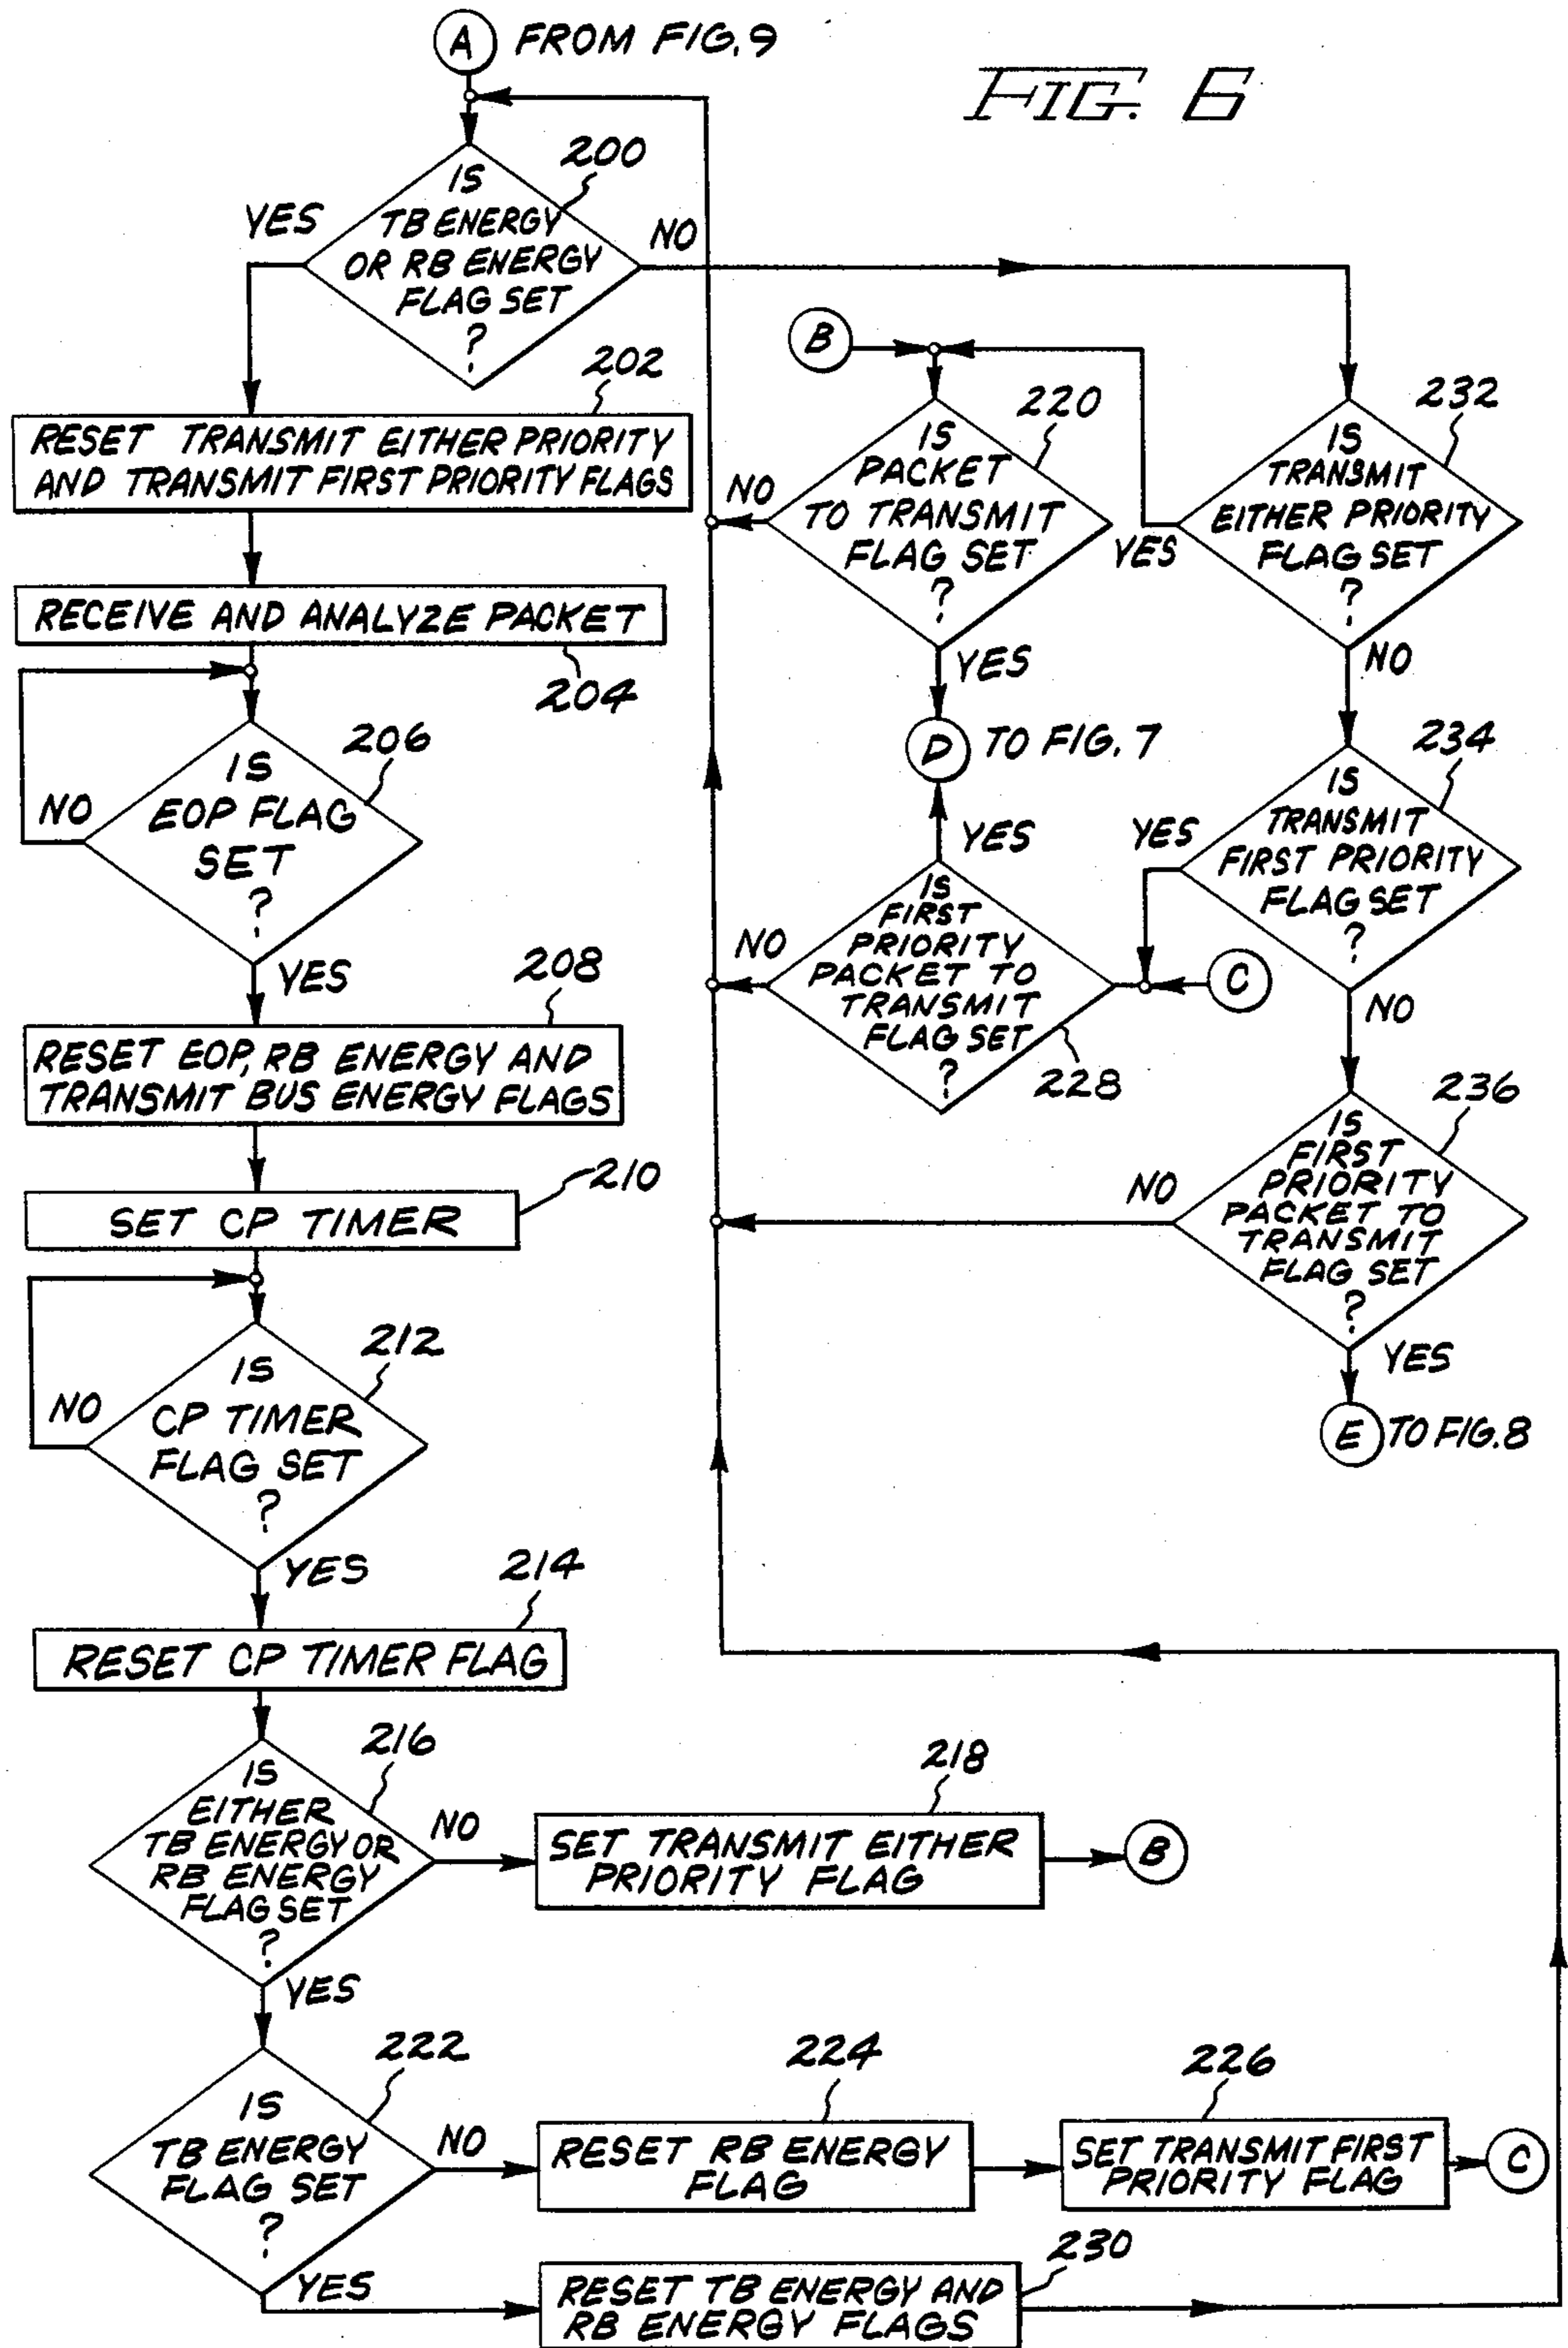 A FROM FIG. 9
FIG. 6
200
IS
TB ENERGY
OR RB ENERGY
FLAG SET
?
YES
NO
202
RESET TRANSMIT EITHER PRIORITY
AND TRANSMIT FIRST PRIORITY FLAGS
RECEIVE AND ANALYZE PACKET
204
206
IS
EOP FLAG
SET
?
NO
YES
208
RESET EOP, RB ENERGY AND
TRANSMIT BUS ENERGY FLAGS
210
SET CP TIMER
212
IS
CP TIMER
FLAG SET
?
NO
YES
214
RESET CP TIMER FLAG
216
IS
EITHER
TB ENERGY OR
RB ENERGY
FLAG SET
?
NO
YES
218
SET TRANSMIT EITHER
PRIORITY FLAG
B
222
IS
TB ENERGY
FLAG SET
?
NO
YES
224
RESET RB ENERGY
FLAG
226
SET TRANSMIT FIRST
PRIORITY FLAG
C
230
RESET TB ENERGY AND
RB ENERGY FLAGS
B
220
IS
PACKET
TO TRANSMIT
FLAG SET
?
NO
YES
D TO FIG. 7
YES
IS
FIRST
PRIORITY
PACKET TO
TRANSMIT
FLAG SET
?
NO
228
C
232
IS
TRANSMIT
EITHER PRIORITY
FLAG SET
?
YES
NO
234
IS
TRANSMIT
FIRST PRIORITY
FLAG SET
?
YES
NO
236
IS
FIRST
PRIORITY
PACKET TO
TRANSMIT
FLAG SET
?
NO
YES
E TO FIG. 8